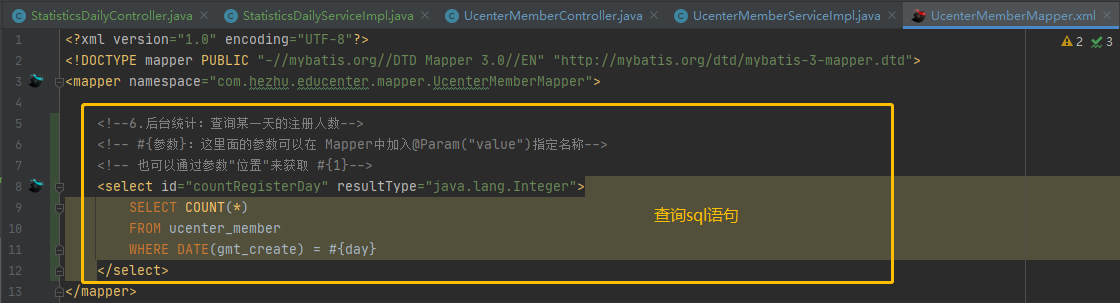 StatisticsDailyController.java
StatisticsDailyServiceImpl.java
UcenterMemberController.java
UcenterMemberServiceImpl.java
UcenterMemberMapper.xml
2
3
1 <?xml version="1.0" encoding="UTF-8"?>
2 <!DOCTYPE mapper PUBLIC "-//mybatis.org//DTD Mapper 3.0//EN" "http://mybatis.org/dtd/mybatis-3-mapper.dtd">
3 <mapper namespace="com.hezhu.educenter.mapper.UcenterMemberMapper">
4
5 <!--6.后台统计：查询某一天的注册人数-->
6 <!-- #{参数}：这里面的参数可以在 Mapper中加入@Param("value")指定名称-->
7 <!-- 也可以通过参数"位置"来获取 #{1}-->
8 <select id="countRegisterDay" resultType="java.lang.Integer">
9 SELECT COUNT(*)
查询sql语句
10 FROM ucenter_member
11 WHERE DATE(gmt_create) = #{day}
12 </select>
13 </mapper>